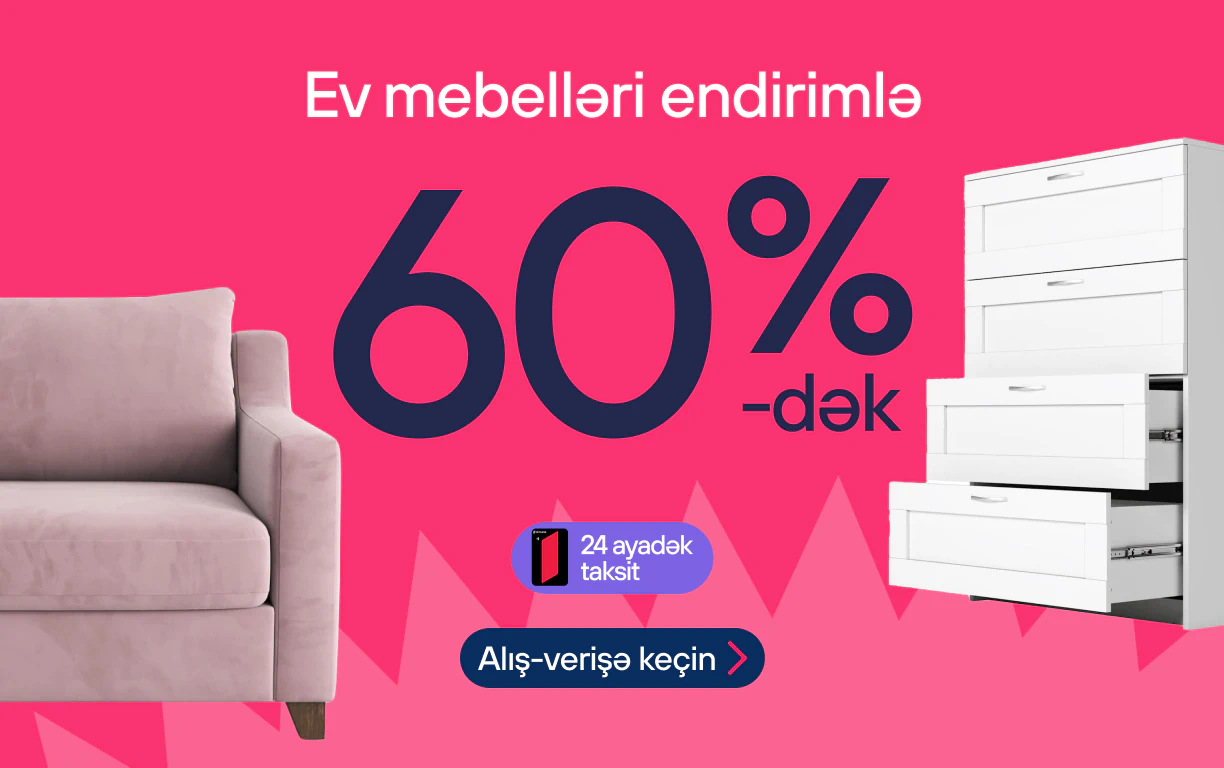 Ev mebelləri endirimlə
60%
-dək
24 ayadək
taksit
Alış-verişə keçin